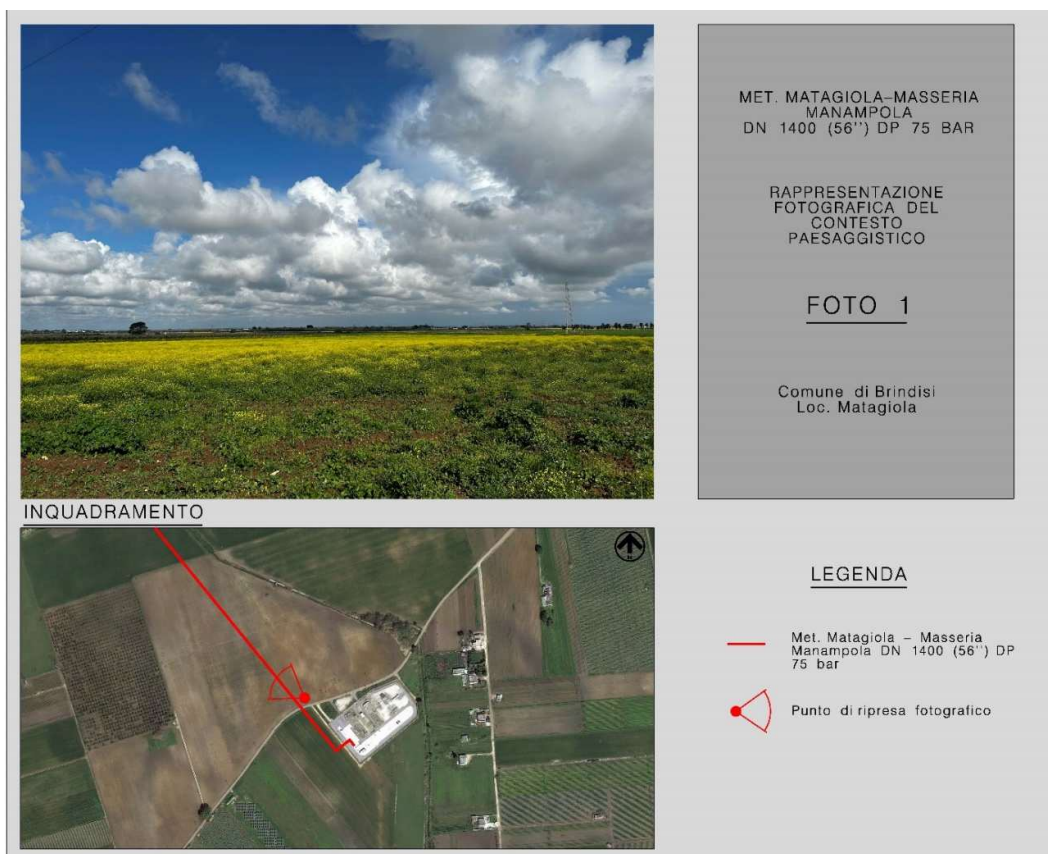 MET. MATAGIOLA–MASSERIA
MANAMPOLA
DN 1400 (56'') DP 75 BAR
RAPPRESENTAZIONE
FOTOGRAFICA DEL
CONTESTO
PAESAGGISTICO
FOTO 1
Comune di Brindisi
Loc. Matagiola
INQUADRAMENTO
LEGENDA
Met. Matagiola – Masseria
Manampola DN 1400 (56'') DP
75 bar
Punto di ripresa fotografico